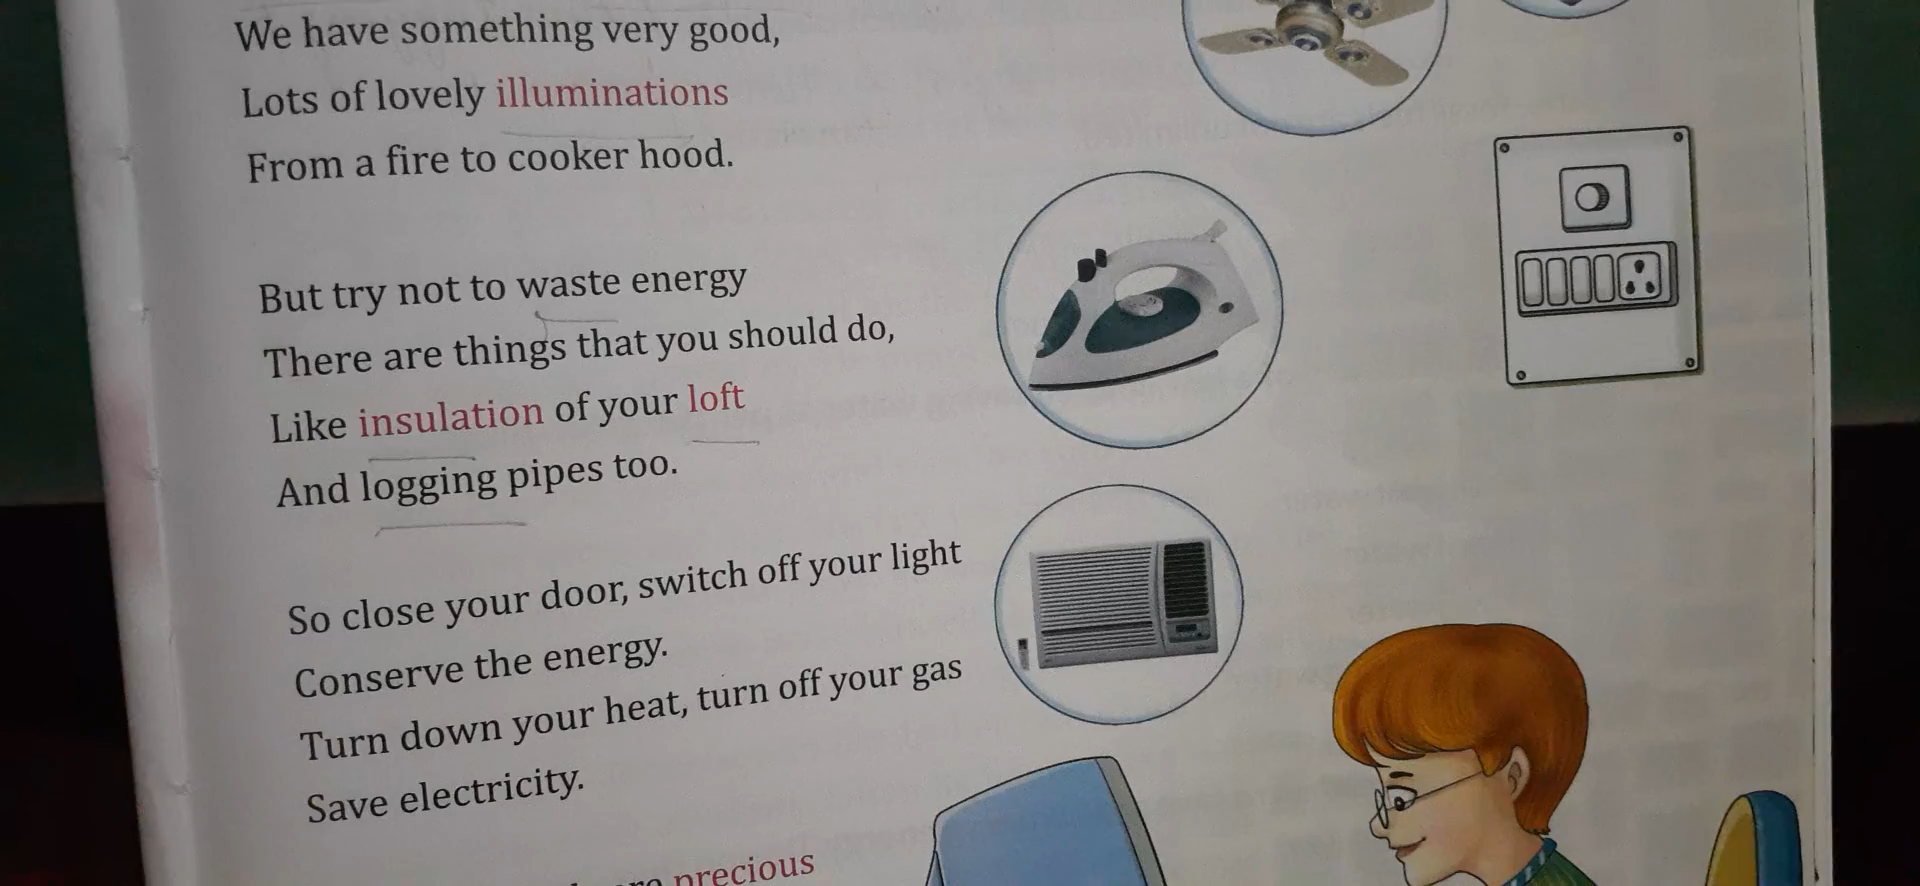 We have something very good,
Lots of lovely illuminations
From a fire to cooker hood.
But try not to waste energy
There are things that you should do,
Like insulation of your loft
And logging pipes too.
So close your door, switch off your light
Conserve the energy.
Turn down your heat, turn off your gas
Save electricity.
precious